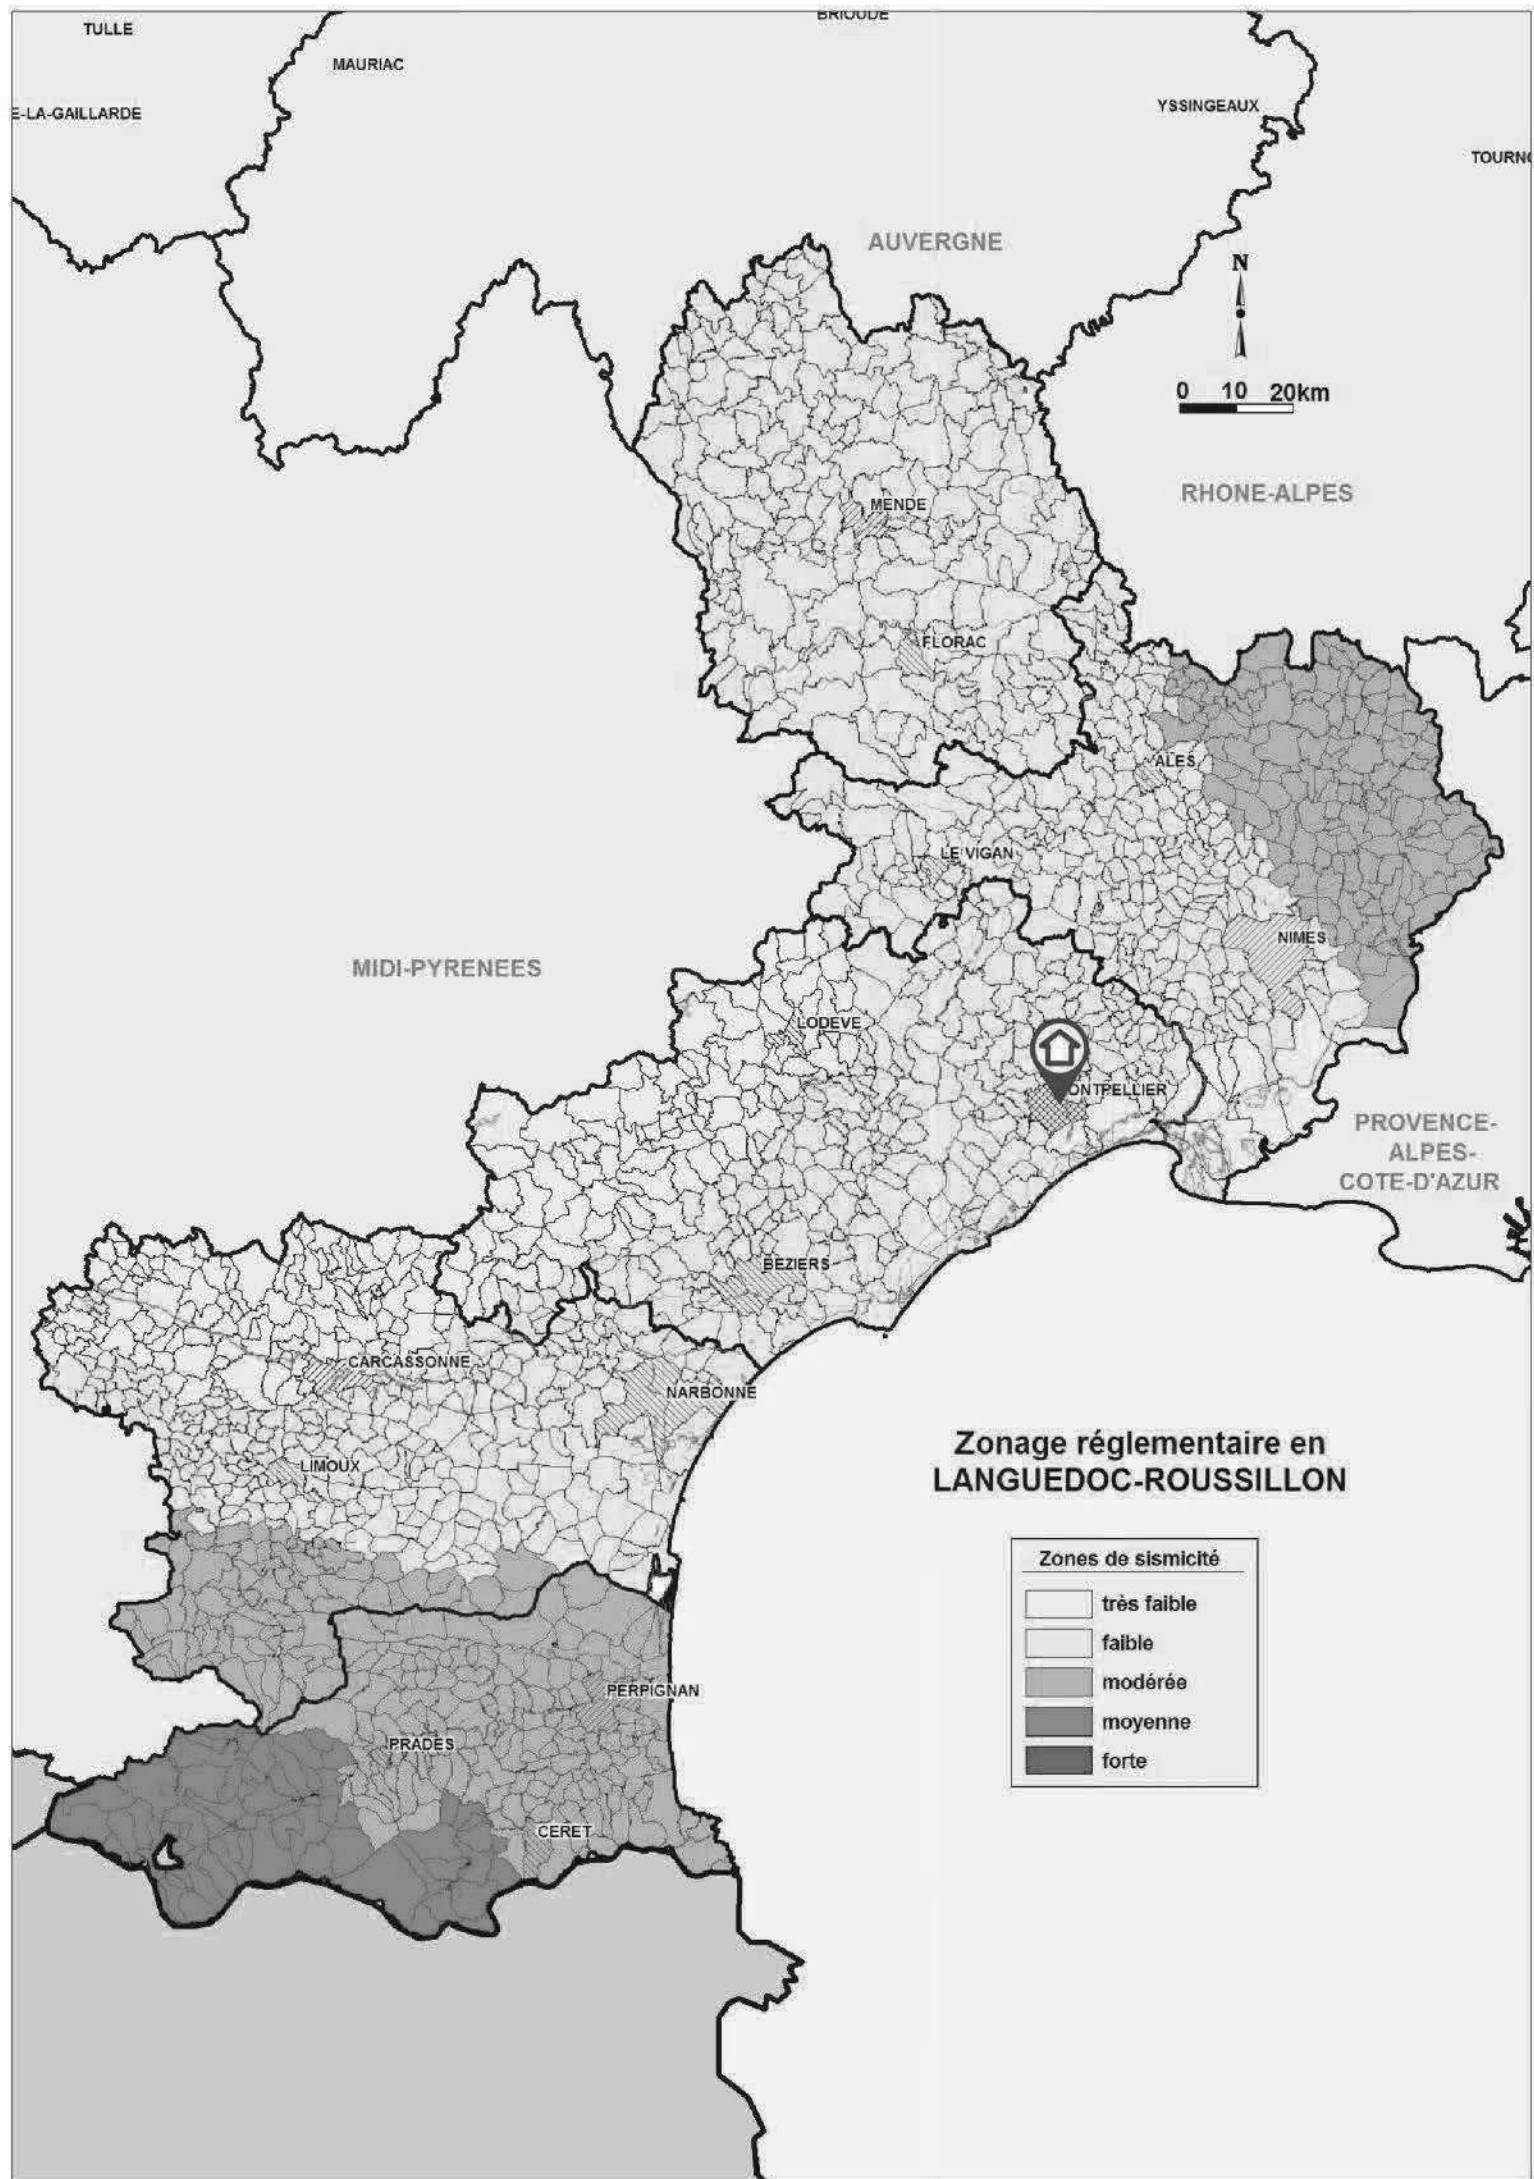 TULLE
BRIOUDE
MAURIAC
E-LA-GAILLARDE
YSSINGEAUX
TOURNO
AUVERGNE
N
0 10 20km
RHONE-ALPES
MENDE
FLORAC
ALES
LE VIGAN
NIMES
MIDI-PYRENEES
LODEVE
ONTPELLIER
PROVENCE-
ALPES-
COTE-D'AZUR
BEZIERS
CARCASSONNE
NARBONNE
LIMOUX
Zonage réglementaire en
LANGUEDOC-ROUSSILLON
Zones de sismicité
très faible
faible
modérée
moyenne
forte
PERPIGNAN
PRADES
CERET